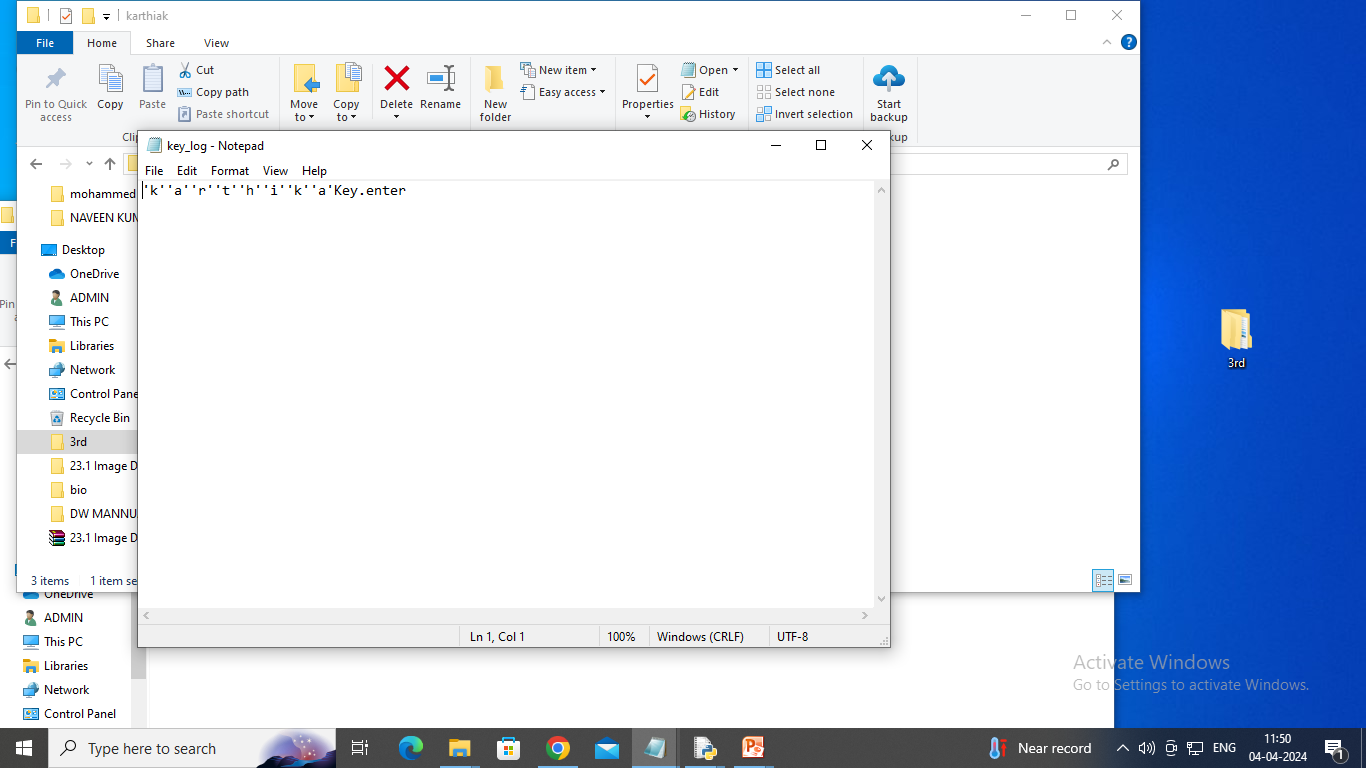 karthiak
File Home Share View
Pin to Quick access
Copy
Paste
Cut
Copy path
Paste shortcut
Move to
Copy to
Delete
Rename
New folder
New item
Easy access
Properties
Open
Edit
History
Select all
Select none
Invert selection
Start backup
key_log - Notepad
File Edit Format View Help
'k''a''r''t''h''i''k''a'Key.enter
mohammed
NAVEEN KUM
Desktop
OneDrive
ADMIN
This PC
Libraries
Network
Control Pane
Recycle Bin
3rd
23.1 Image D
bio
DW MANNU
23.1 Image D
3 items 1 item se
Ln 1, Col 1 100% Windows (CRLF) UTF-8
OneDrive
ADMIN
This PC
Libraries
Network
Control Panel
3rd
Activate Windows
Go to Settings to activate Windows.
Type here to search
Near record
ENG
11:50
04-04-2024
1